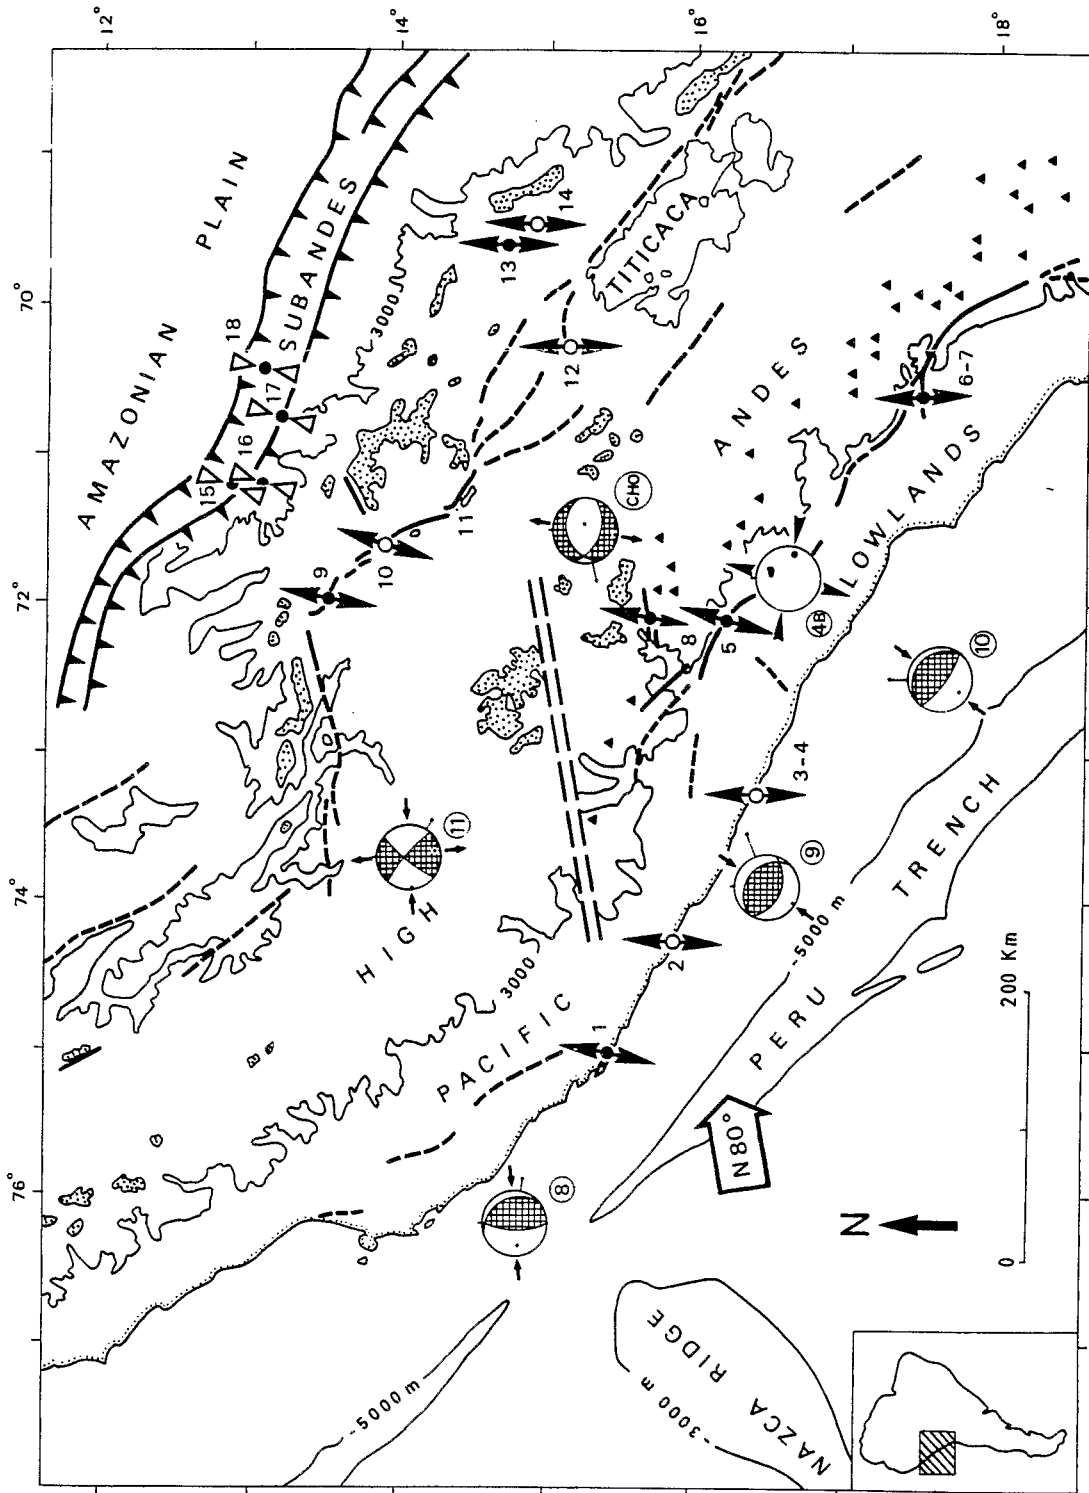 12°
14°
16°
18°
70°
72°
74°
76°
AMAZONIAN PLAIN
SUBANDES
3000
TITICACA
HIGH ANDES
3000
PACIFIC LOWLANDS
PERU TRENCH
-5000 m
-5000 m
NAZCA RIDGE
-3000 m
N80°
N
0 200 Km
1
2
3-4
5
6-7
8
9
10
11
12
13
14
15
16
17
18
CHO
4B
8
9
10
11